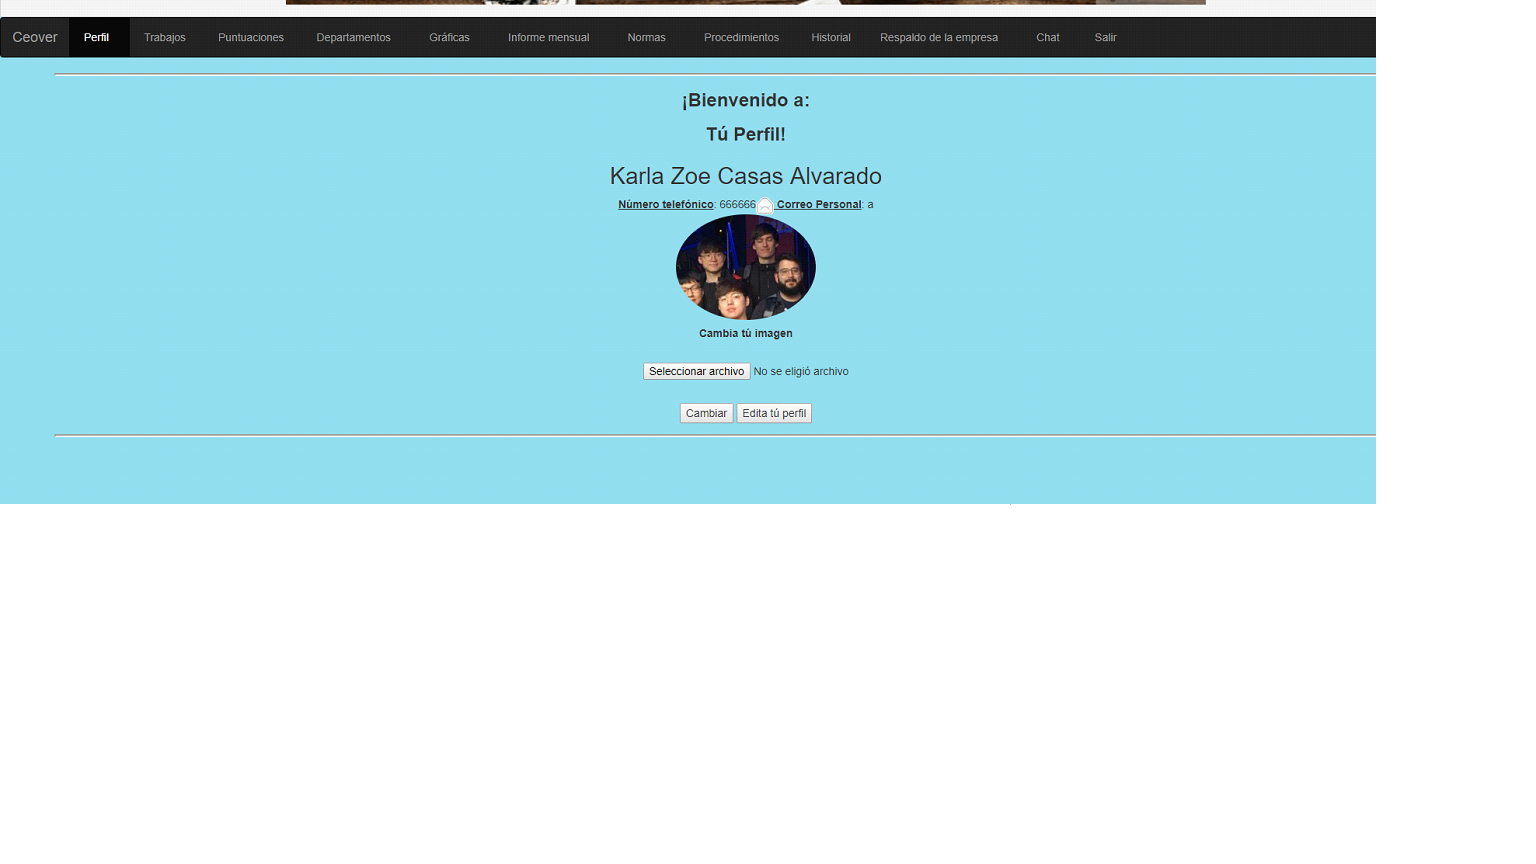 Ceover Perfil Trabajos Puntuaciones Departamentos Gráficas Informe mensual Normas Procedimientos Historial Respaldo de la empresa Chat Salir
¡Bienvenido a:
Tú Perfil!
Karla Zoe Casas Alvarado
Número telefónico: 666666 Correo Personal: a
Cambia tú imagen
Seleccionar archivo No se eligió archivo
Cambiar Edita tú perfil